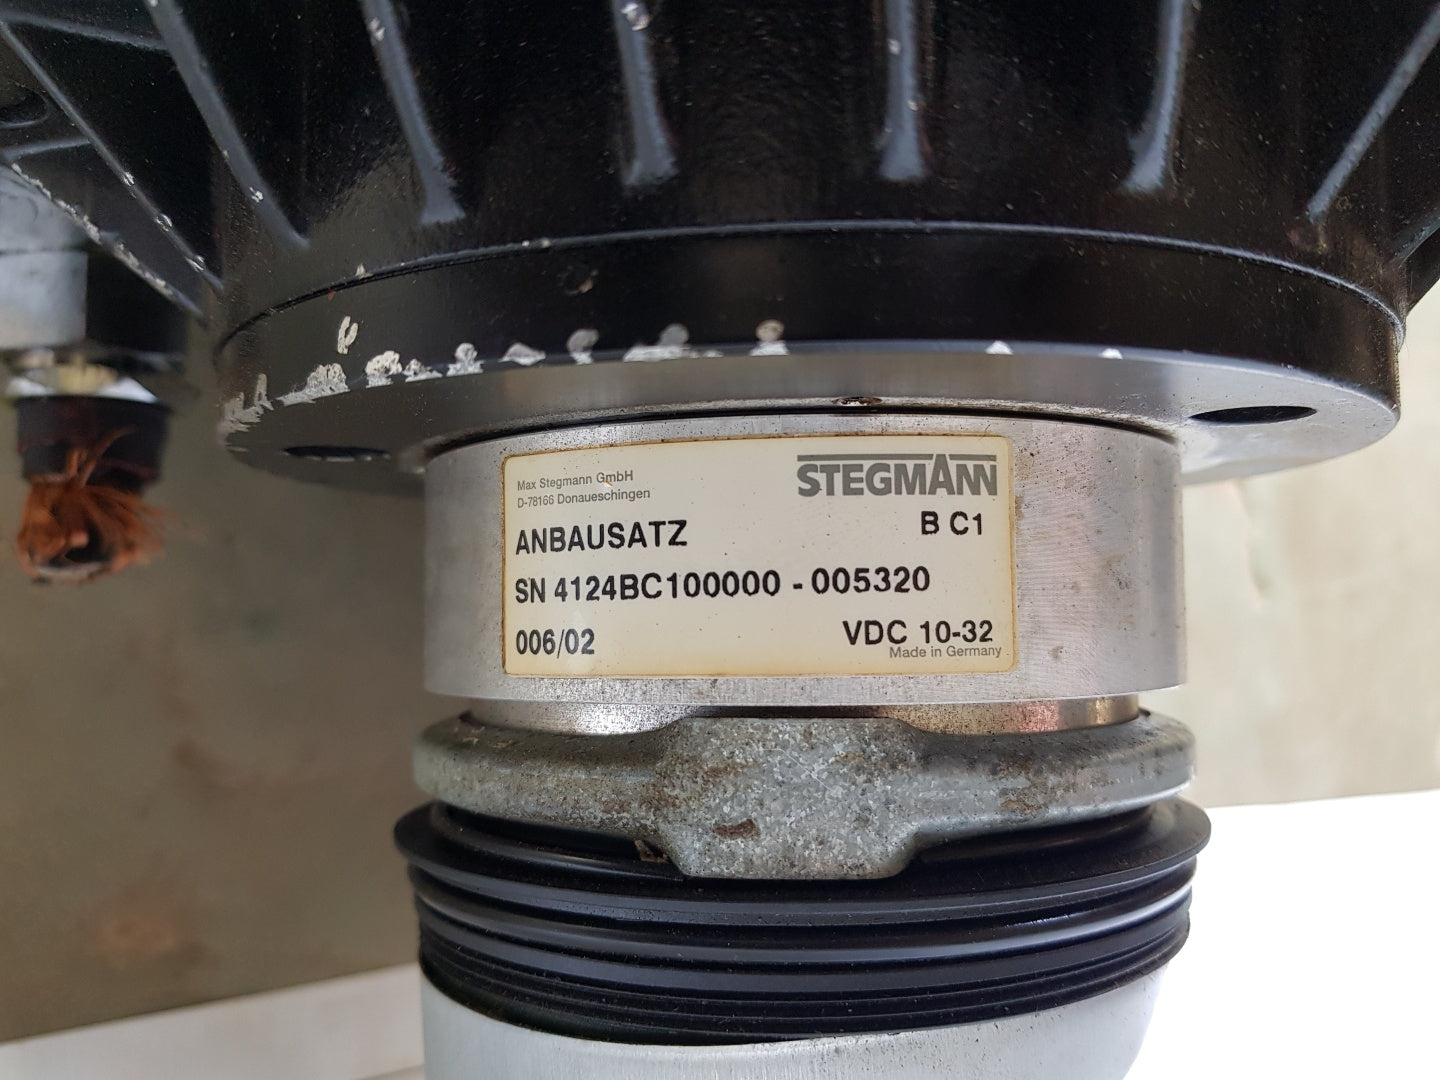 Max Stegmann GmbH
D-78166 Donaueschingen
STEGMANN
ANBAUSATZ B C1
SN 4124BC100000 - 005320
006/02 VDC 10-32
Made in Germany